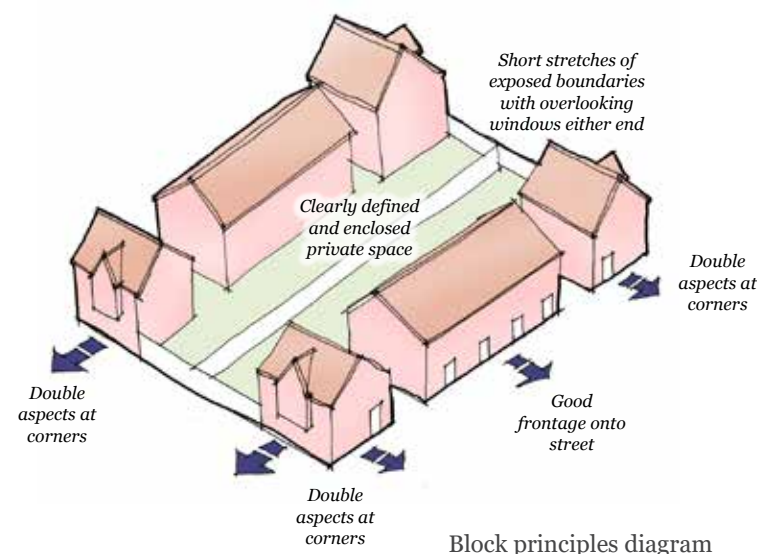 Short stretches of
exposed boundaries
with overlooking
windows either end
Clearly defined
and enclosed
private space
Double
aspects at
corners
Double
aspects at
corners
Good
frontage onto
street
Double
aspects at
corners
Block principles diagram